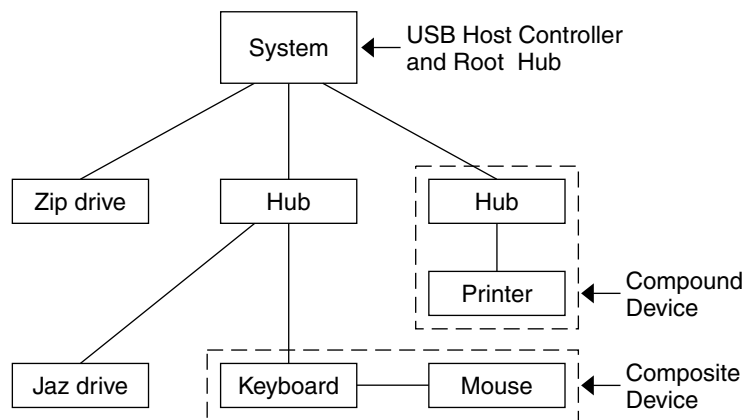 System
USB Host Controller
and Root Hub
Zip drive
Hub
Hub
Printer
Compound
Device
Jaz drive
Keyboard
Mouse
Composite
Device